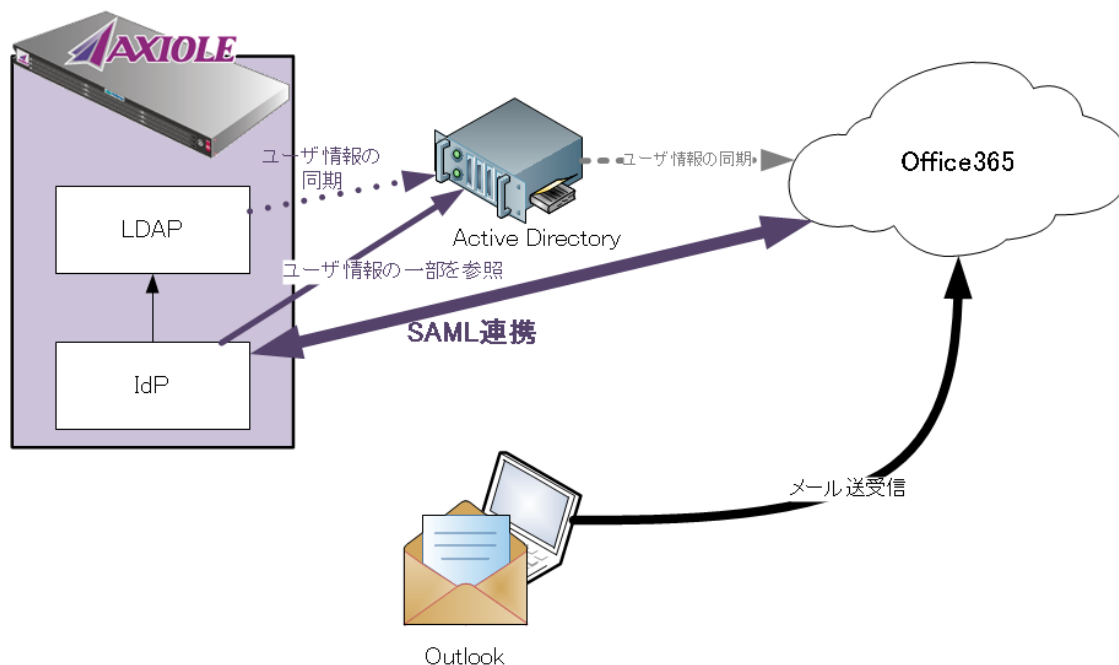 AXIOLE
ユーザ情報の
同期
ユーザ情報の同期
Office365
LDAP
Active Directory
ユーザ情報の一部を参照
SAML連携
IdP
メール送受信
Outlook